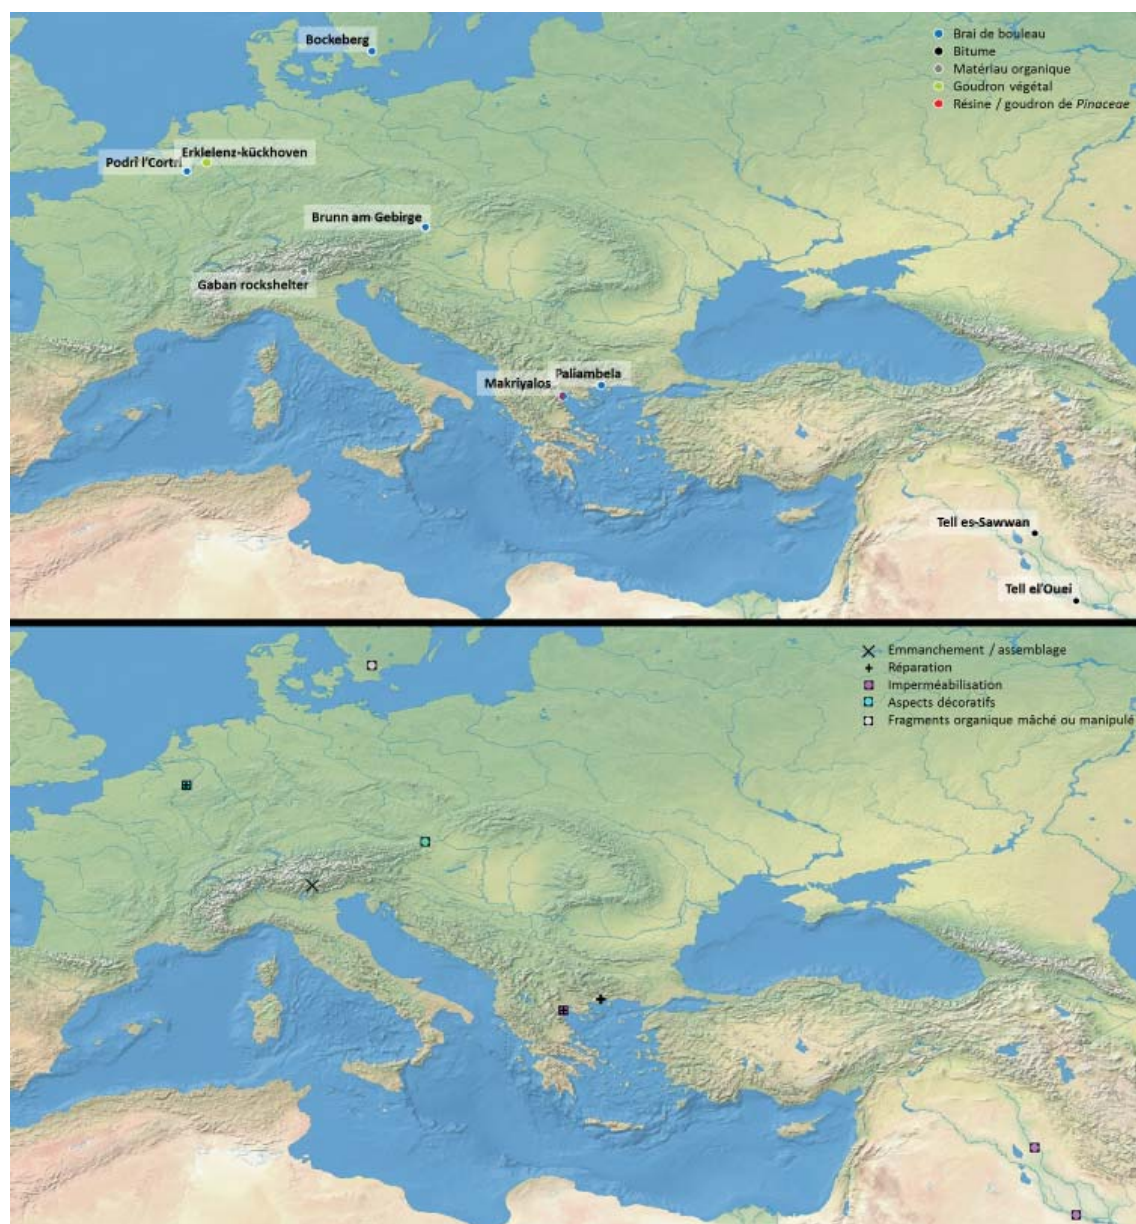 Bockeberg
Brai de bouleau
Bitume
Matériau organique
Goudron végétal
Résine / goudron de Pinaceae
Erklelenz-kückhoven
Podrî l'Cortri
Brunn am Gebirge
Gaban rockshelter
Paliambela
Makriyalos
Tell es-Sawwan
Tell el'Ouei
Emmanchement / assemblage
Réparation
Imperméabilisation
Aspects décoratifs
Fragments organique mâché ou manipulé